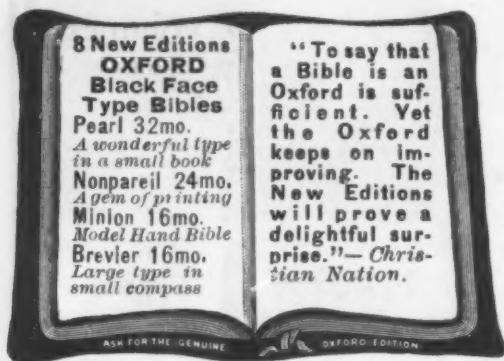 8 New Editions
OXFORD
Black Face
Type Bibles
Pearl 32mo.
A wonderful type
in a small book
Nonpareil 24mo.
A gem of printing
Minion 16mo.
Model Hand Bible
Brevier 16mo.
Large type in
small compass
"To say that
a Bible is an
Oxford is suf-
ficient. Yet
the Oxford
keeps on im-
proving. The
New Editions
will prove a
delightful sur-
prise."—Chris-
tian Nation.
ASK FOR THE GENUINE
OXFORD EDITION